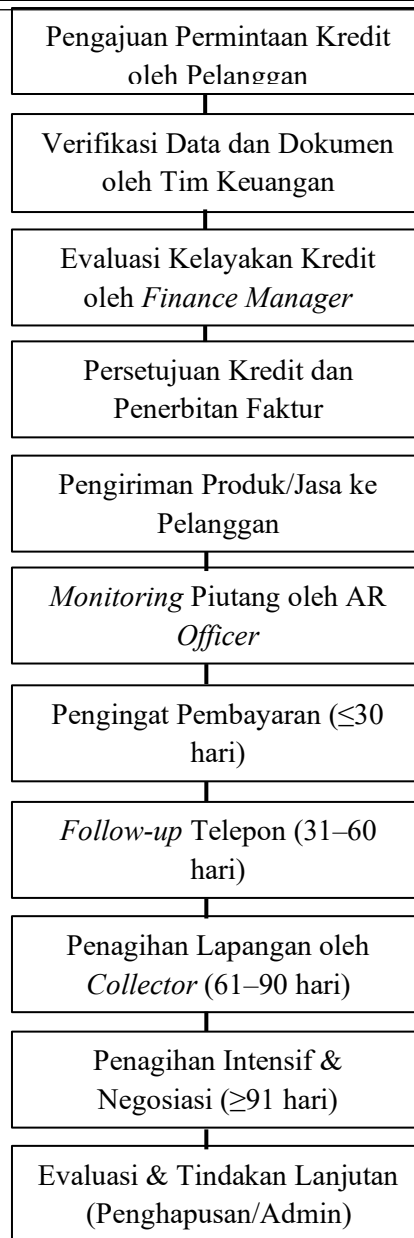 Pengajuan Permintaan Kredit
oleh Pelanggan
Verifikasi Data dan Dokumen
oleh Tim Keuangan
Evaluasi Kelayakan Kredit
oleh Finance Manager
Persetujuan Kredit dan
Penerbitan Faktur
Pengiriman Produk/Jasa ke
Pelanggan
Monitoring Piutang oleh AR
Officer
Pengingat Pembayaran (≤30
hari)
Follow-up Telepon (31–60
hari)
Penagihan Lapangan oleh
Collector (61–90 hari)
Penagihan Intensif &
Negosiasi (≥91 hari)
Evaluasi & Tindakan Lanjutan
(Penghapusan/Admin)